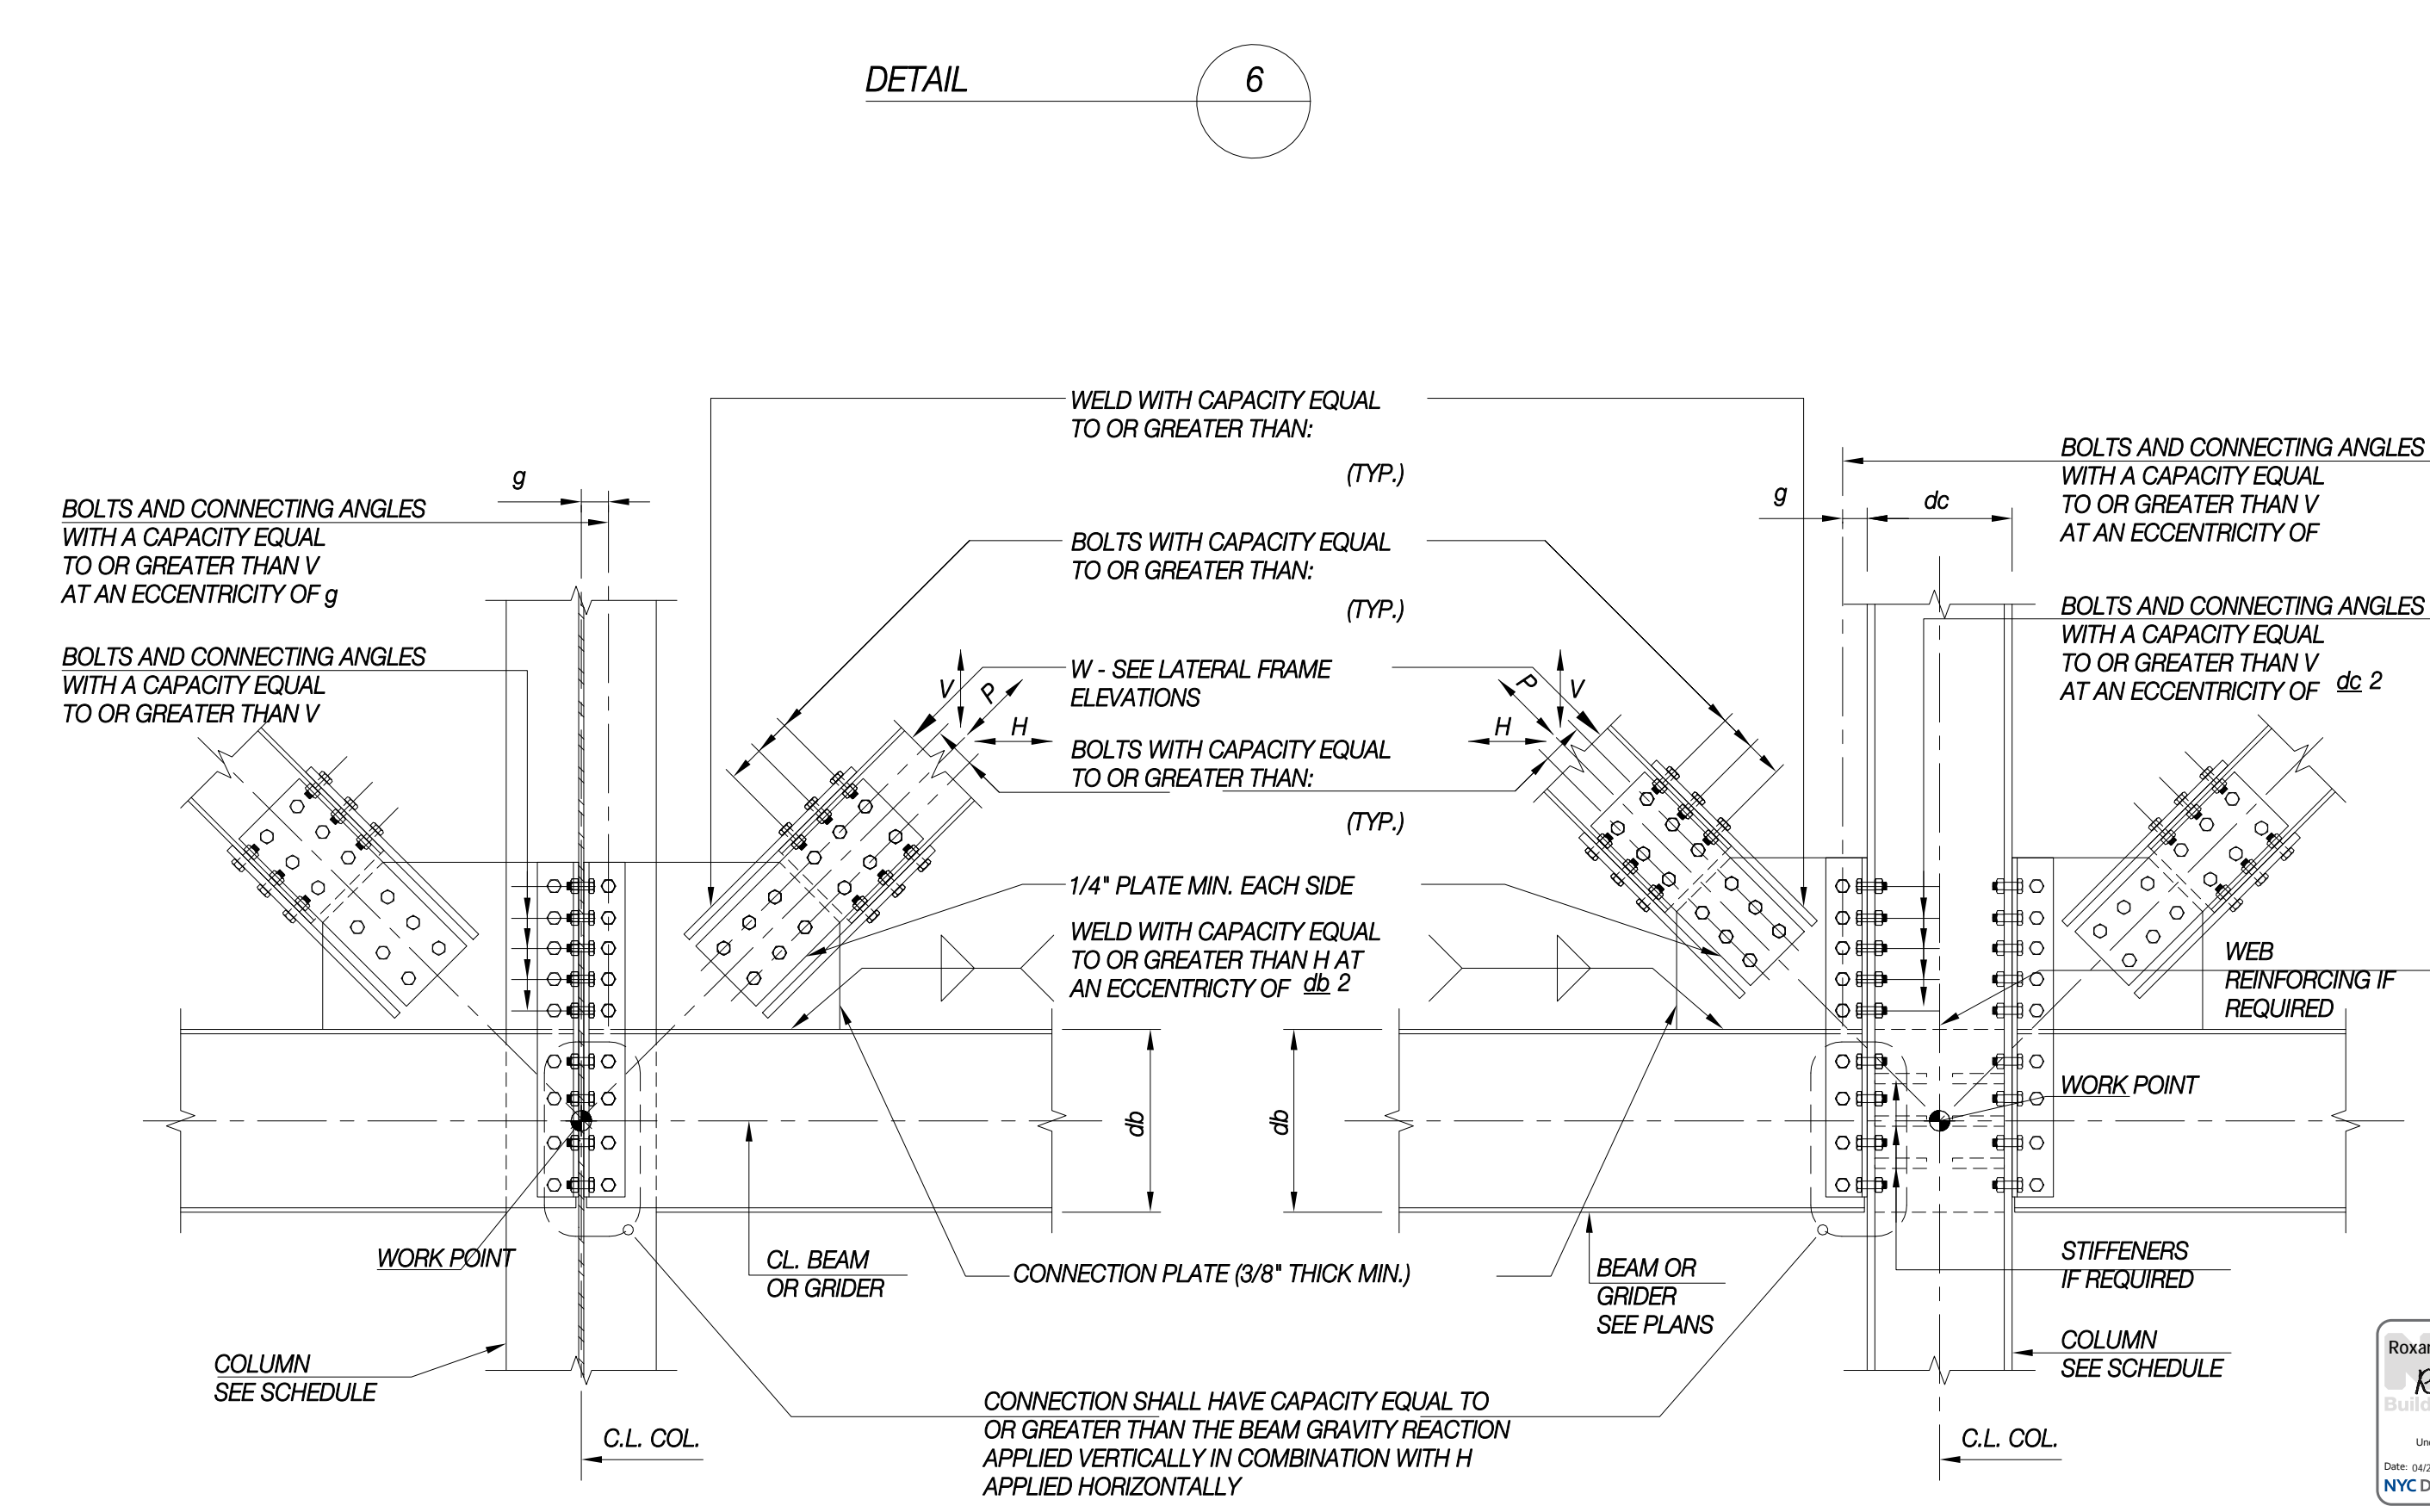 DETAIL
6
WELD WITH CAPACITY EQUAL
TO OR GREATER THAN:
(TYP.)
BOLTS WITH CAPACITY EQUAL
TO OR GREATER THAN:
(TYP.)
W - SEE LATERAL FRAME
ELEVATIONS
BOLTS WITH CAPACITY EQUAL
TO OR GREATER THAN:
(TYP.)
1/4" PLATE MIN. EACH SIDE
WELD WITH CAPACITY EQUAL
TO OR GREATER THAN H AT
AN ECCENTRICTY OF db 2
CONNECTION PLATE (3/8" THICK MIN.)
CONNECTION SHALL HAVE CAPACITY EQUAL TO
OR GREATER THAN THE BEAM GRAVITY REACTION
APPLIED VERTICALLY IN COMBINATION WITH H
APPLIED HORIZONTALLY
g
BOLTS AND CONNECTING ANGLES
WITH A CAPACITY EQUAL
TO OR GREATER THAN V
AT AN ECCENTRICITY OF g
BOLTS AND CONNECTING ANGLES
WITH A CAPACITY EQUAL
TO OR GREATER THAN V
V
P
H
db
WORK POINT
CL. BEAM
OR GRIDER
COLUMN
SEE SCHEDULE
C.L. COL.
P
V
H
g
dc
BOLTS AND CONNECTING ANGLES
WITH A CAPACITY EQUAL
TO OR GREATER THAN V
AT AN ECCENTRICITY OF
BOLTS AND CONNECTING ANGLES
WITH A CAPACITY EQUAL
TO OR GREATER THAN V
AT AN ECCENTRICITY OF dc 2
WEB
REINFORCING IF
REQUIRED
WORK POINT
db
BEAM OR
GRIDER
SEE PLANS
STIFFENERS
IF REQUIRED
COLUMN
SEE SCHEDULE
C.L. COL.
Date:
NYC